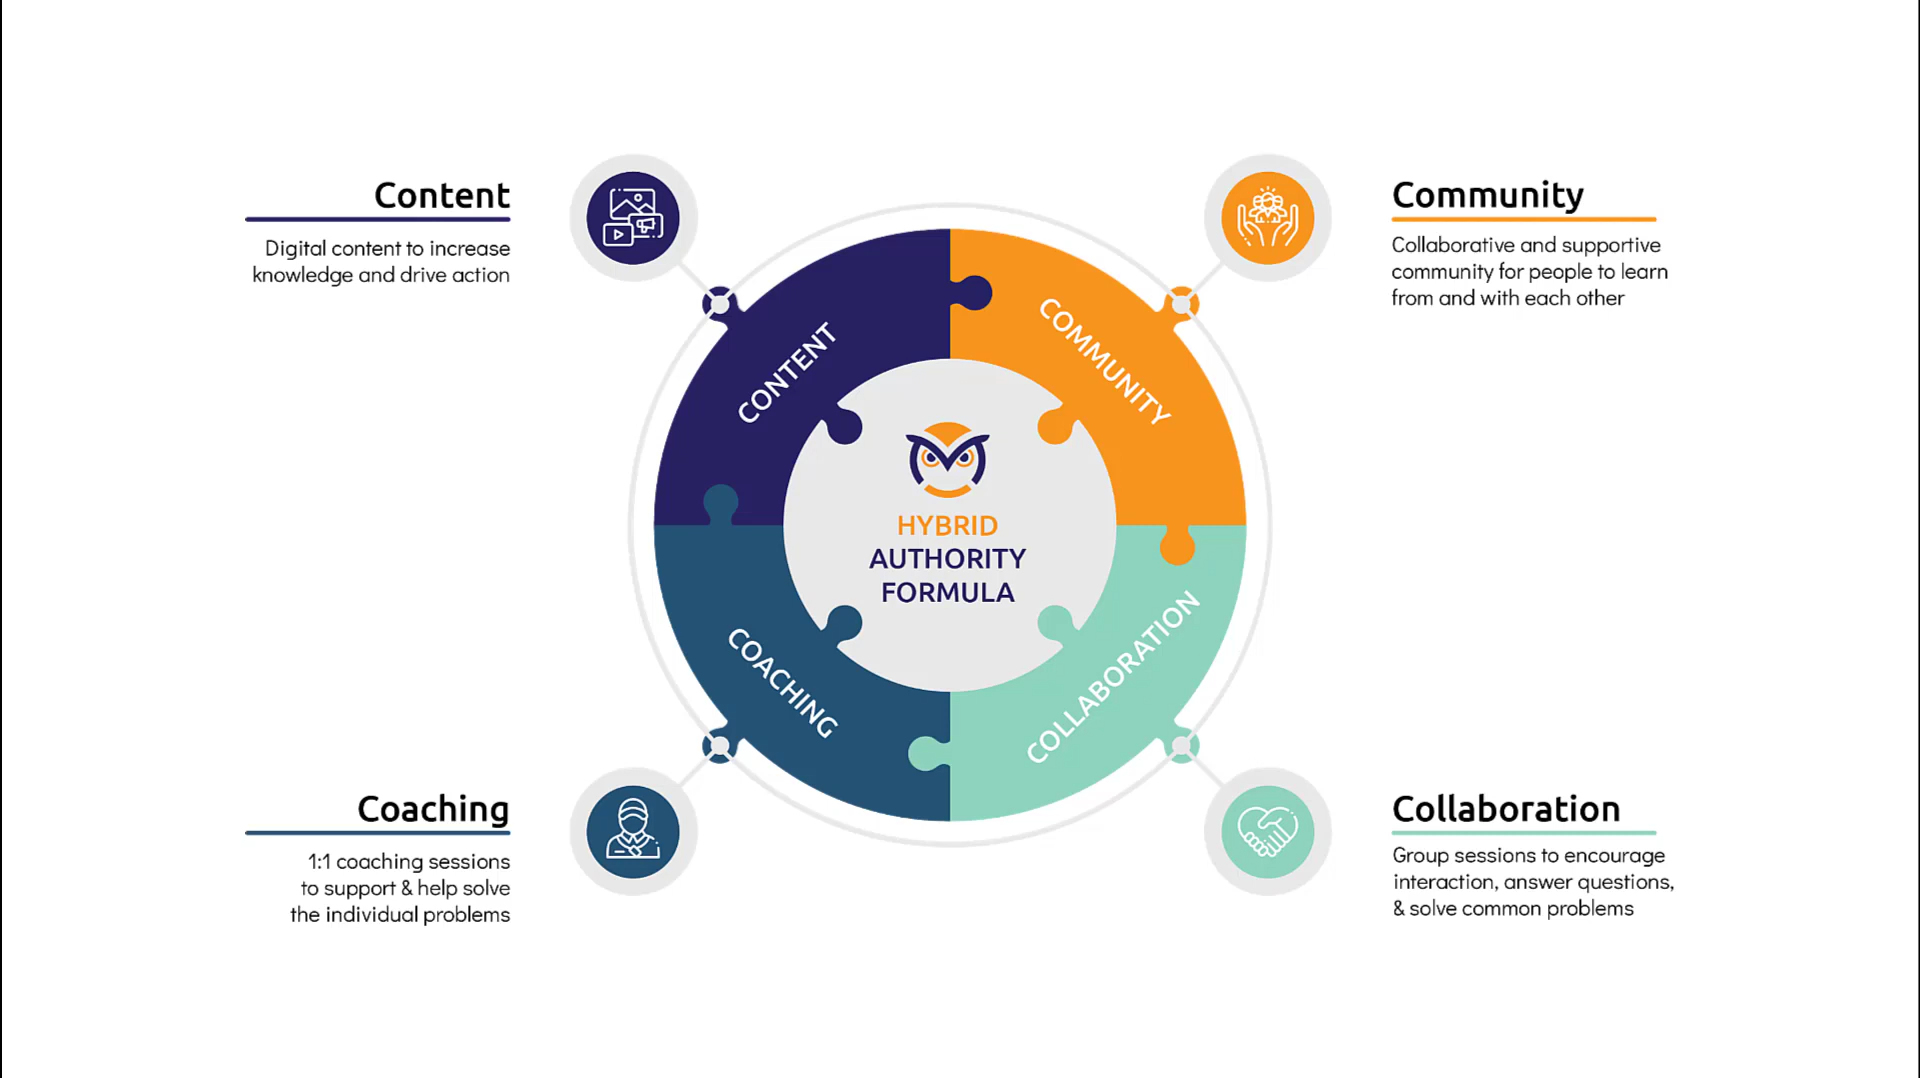 Content
Digital content to increase
knowledge and drive action
Community
Collaborative and supportive
community for people to learn
from and with each other
CONTENT
COMMUNITY
HYBRID
AUTHORITY
FORMULA
COACHING
COLLABORATION
Coaching
1:1 coaching sessions
to support & help solve
the individual problems
Collaboration
Group sessions to encourage
interaction, answer questions,
& solve common problems